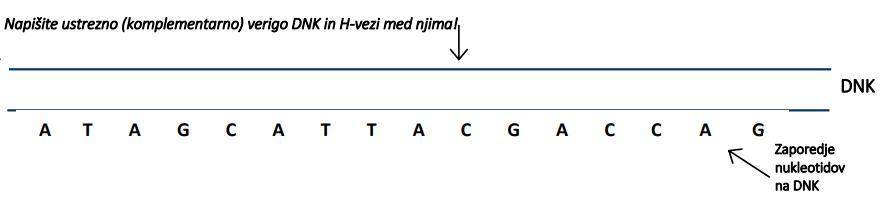 Napišite ustrezno (komplementarno) verigo DNK in H-vezi med njima!
DNK
A T A G C A T T A C G A C C A G
Zaporedje
nukleotidov
na DNK